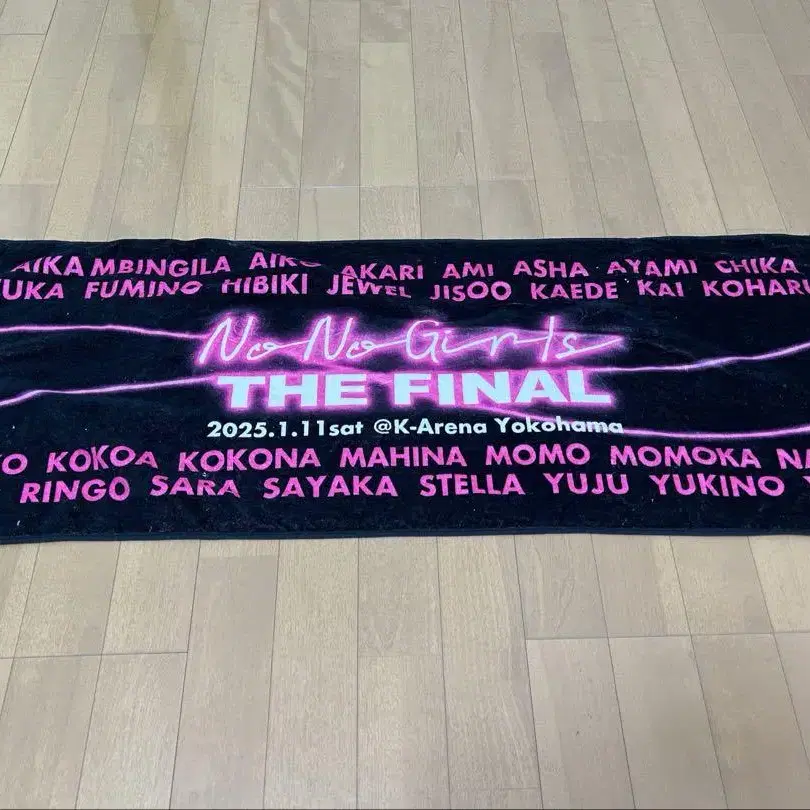 AIKA MBINGILA AIKO AKARI AMI ASHA AYAMI CHIKA
FUMINO HIBIKI JEWEL JISOO KAEDE KAI KOHARU
No No Girls
THE FINAL
2025.1.11sat @K-Arena Yokohama
KOKOA KOKONA MAHINA MOMO MOMOKA
RINGO SARA SAYAKA STELLA YUJU YUKINO